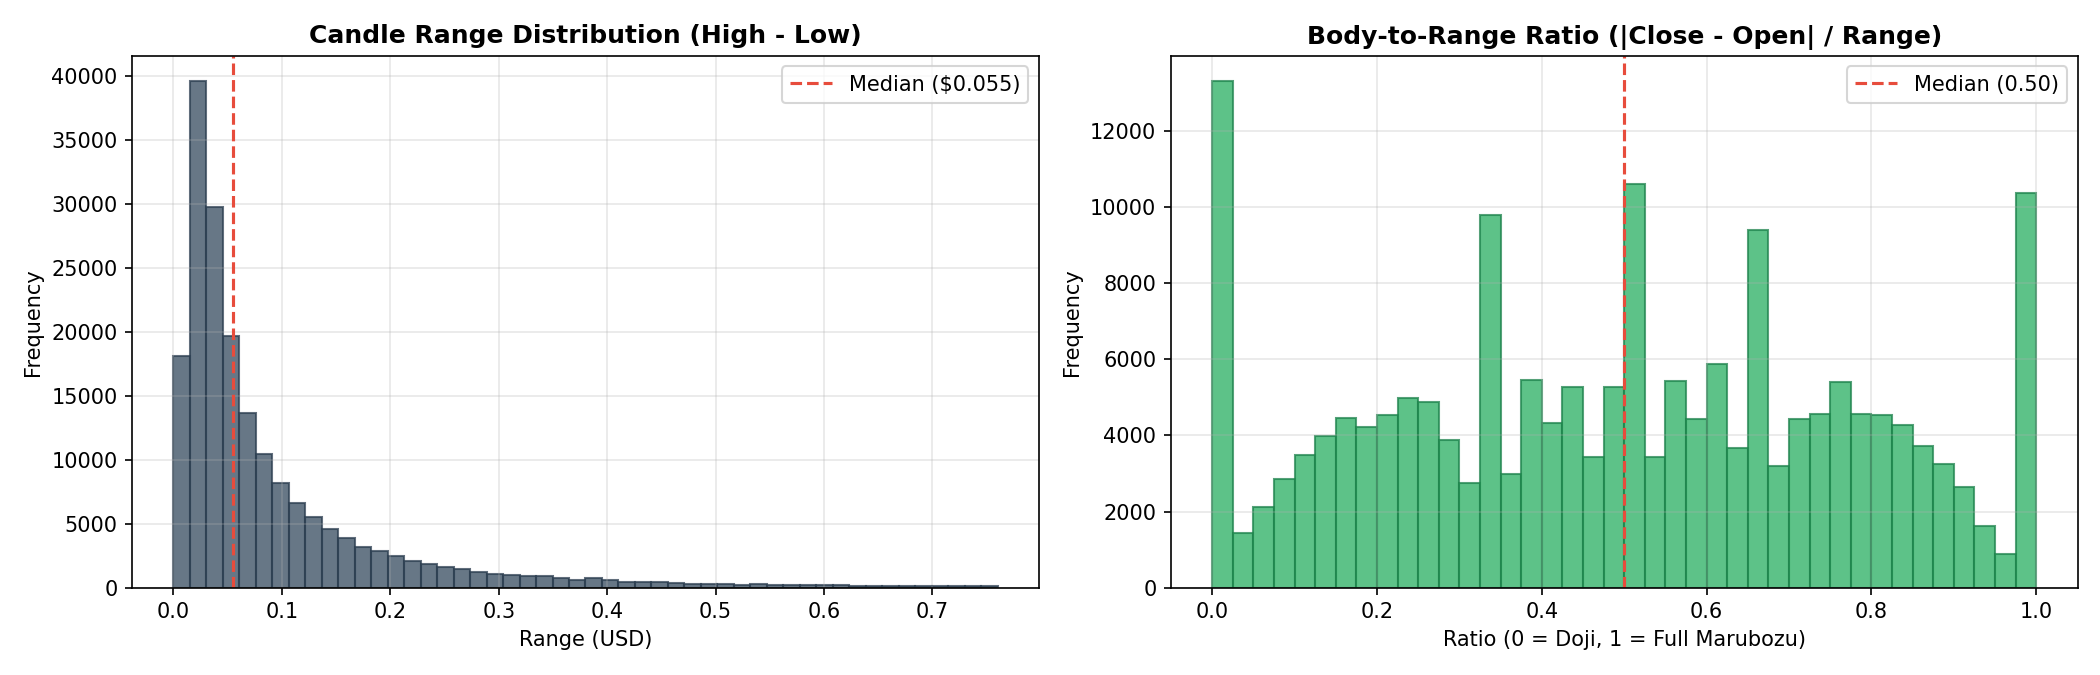 Candle Range Distribution (High - Low)
Median ($0.055)
Frequency
40000
35000
30000
25000
20000
15000
10000
5000
0
0.0 0.1 0.2 0.3 0.4 0.5 0.6 0.7
Range (USD)
Body-to-Range Ratio (|Close - Open| / Range)
Median (0.50)
Frequency
12000
10000
8000
6000
4000
2000
0
0.0 0.2 0.4 0.6 0.8 1.0
Ratio (0 = Doji, 1 = Full Marubozu)